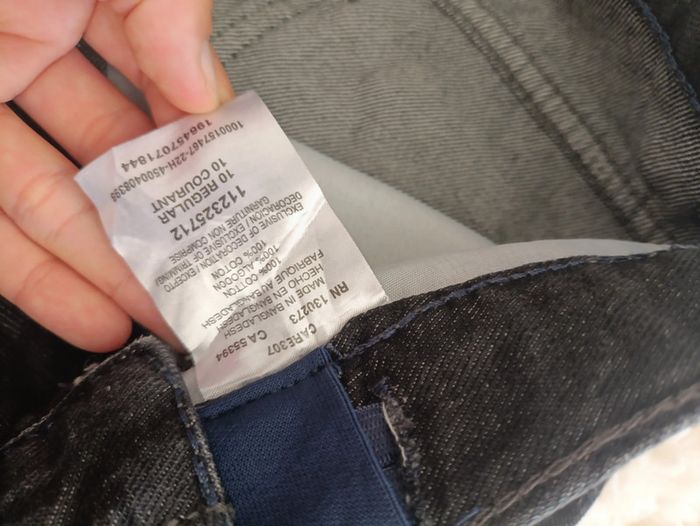 CARE307
RN 130273 CA 55394
MADE IN BANGLADESH
HECHO EN BANGLADESH
FABRIQUÉ AU BANGLADESH
100% COTTON
100% ALGODON
100% COTON
EXCLUSIVE OF DECORATION / EXCEPTO
DECORACION / EXCLUSIVE OF TRIMMING /
GARNITURE NON COMPRISE
112325712
10 REGULAR
10 COURANT
1000157467-22H-4500408399
196457071844